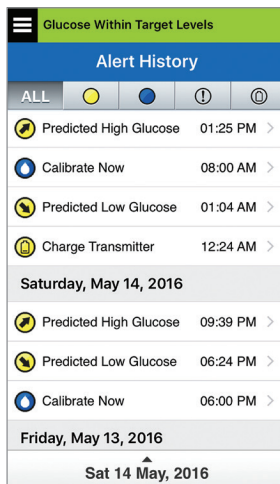 Glucose Within Target Levels
Alert History
ALL
Predicted High Glucose 01:25 PM
Calibrate Now 08:00 AM
Predicted Low Glucose 01:04 AM
Charge Transmitter 12:24 AM
Saturday, May 14, 2016
Predicted High Glucose 09:39 PM
Predicted Low Glucose 06:24 PM
Calibrate Now 06:00 PM
Friday, May 13, 2016
Sat 14 May, 2016